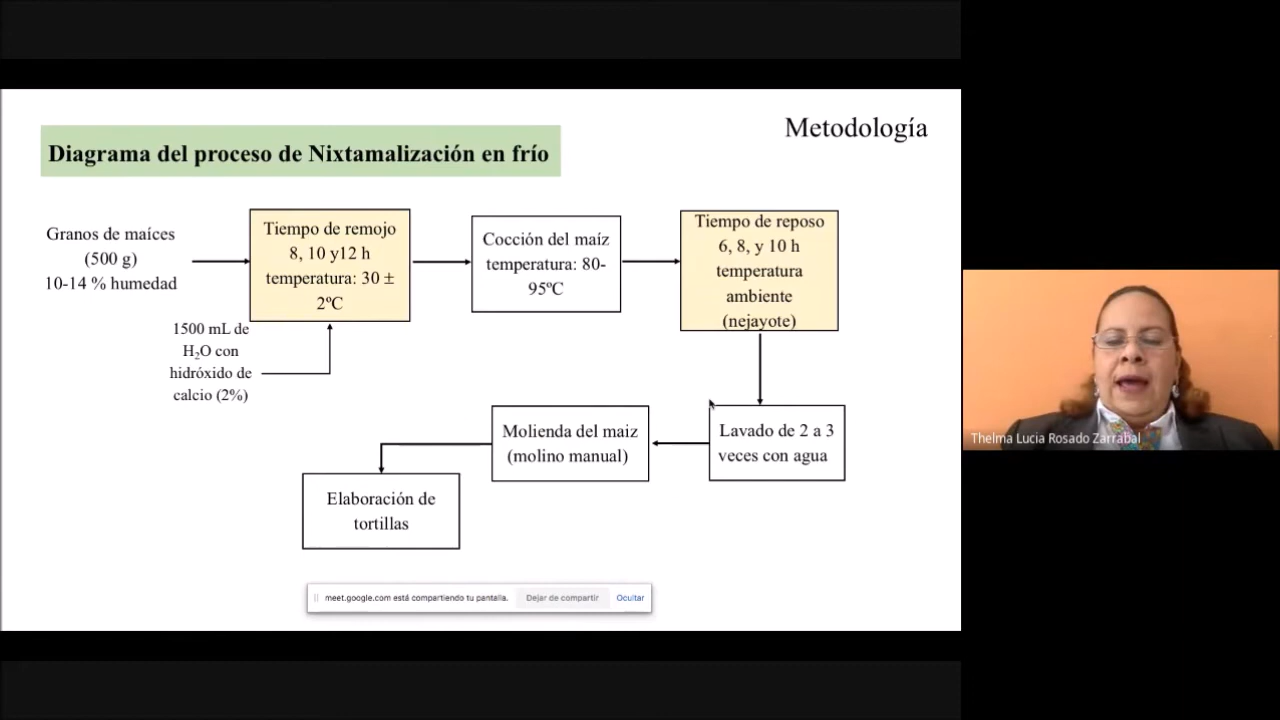 Metodología
Diagrama del proceso de Nixtamalización en frío
Granos de maíces
(500 g)
10-14 % humedad
1500 mL de
H₂O con
hidróxido de
calcio (2%)
Tiempo de remojo
8, 10 y12 h
temperatura: 30 ±
2ºC
Cocción del maíz
temperatura: 80-
95ºC
Tiempo de reposo
6, 8, y 10 h
temperatura
ambiente
(nejayote)
Lavado de 2 a 3
veces con agua
Molienda del maiz
(molino manual)
Elaboración de
tortillas
meet.google.com está compartiendo tu pantalla.
Dejar de compartir
Ocultar
Thelma Lucia Rosado Zarrabal